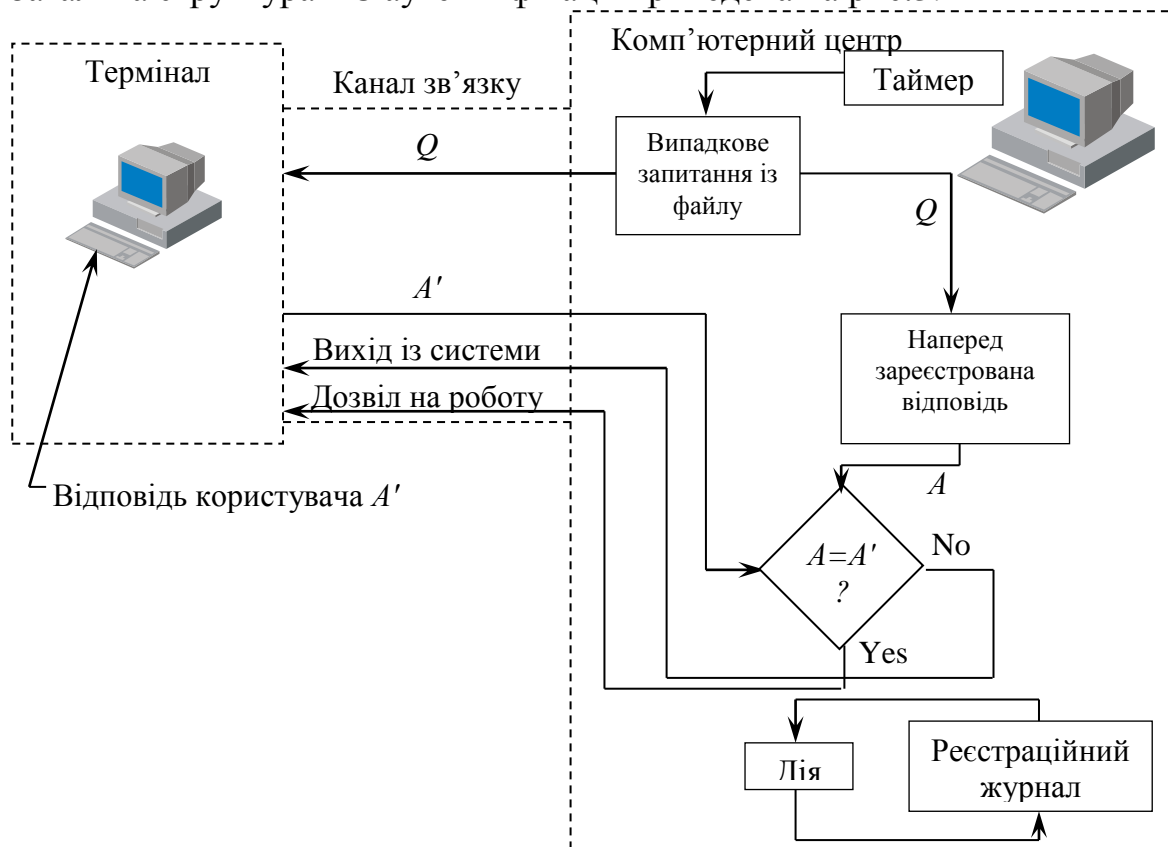 Комп’ютерний центр
Термінал
Канал зв’язку
Таймер
Q
Випадкове
запитання із
файлу
Q
A'
Наперед
зареєстрована
відповідь
Вихід із системи
Дозвіл на роботу
Відповідь користувача A'
A
A=A'
?
No
Yes
Дія
Реєстраційний
журнал